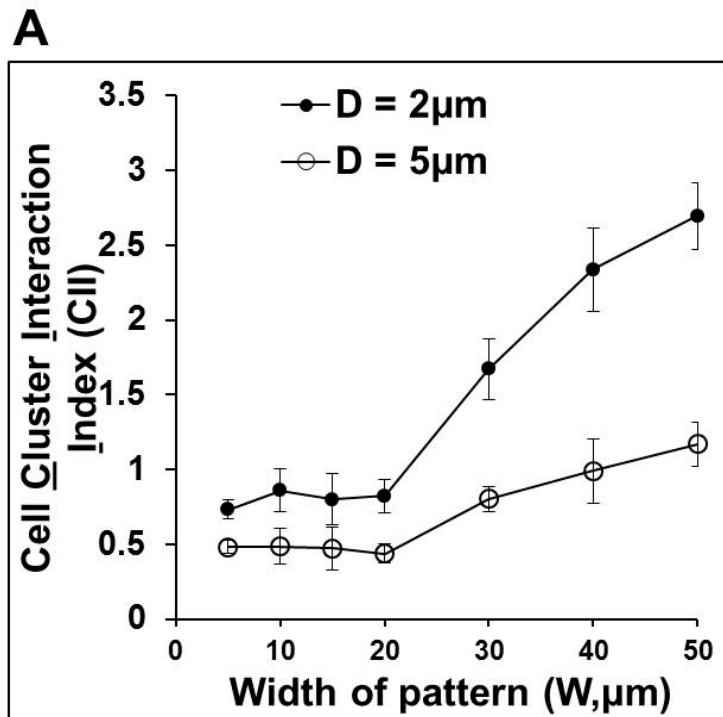 A
D = 2µm
D = 5µm
Cell Cluster Interaction
Index (CII)
3.5
3
2.5
2
1.5
1
0.5
0
0 10 20 30 40 50
Width of pattern (W,µm)